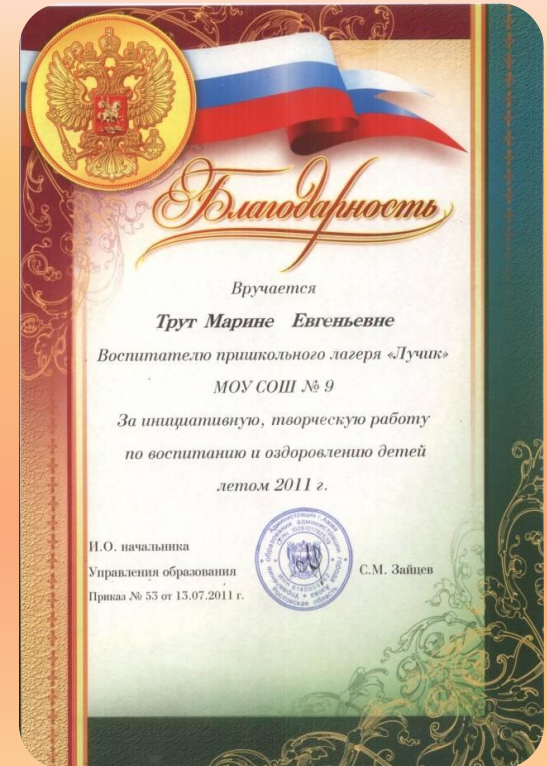 Благодарность
Вручается
Трут Марине Евгеньевне
Воспитателю пришкольного лагеря «Лучик»
МОУ СОШ № 9
За инициативную, творческую работу
по воспитанию и оздоровлению детей
летом 2011 г.
И.О. начальника
Управления образования
С.М. Зайцев
Приказ № 53 от 13.07.2011 г.